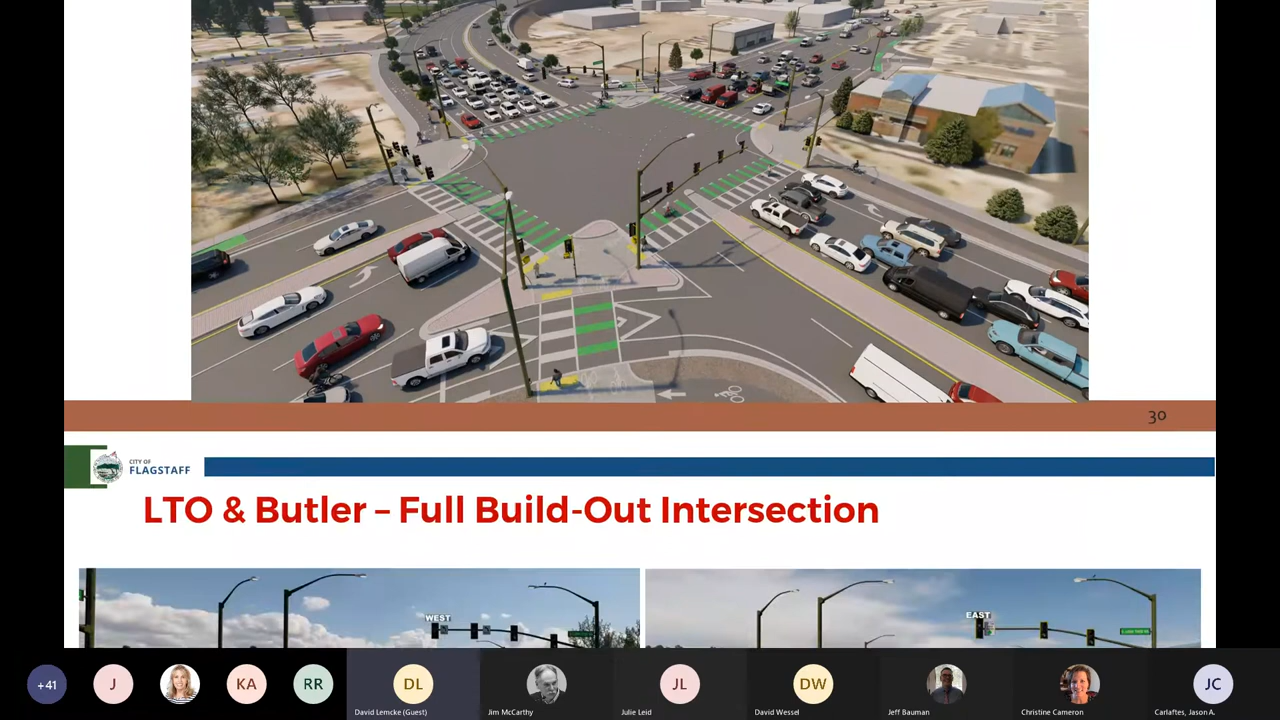 30
CITY OF
FLAGSTAFF
LTO & Butler – Full Build-Out Intersection
WEST
EAST
+41
J
KA
RR
DL
JL
DW
JC
David Lemcke (Guest)
Jim McCarthy
Julie Leid
David Wessel
Jeff Bauman
Christine Cameron
Carlaftes, Jason A.